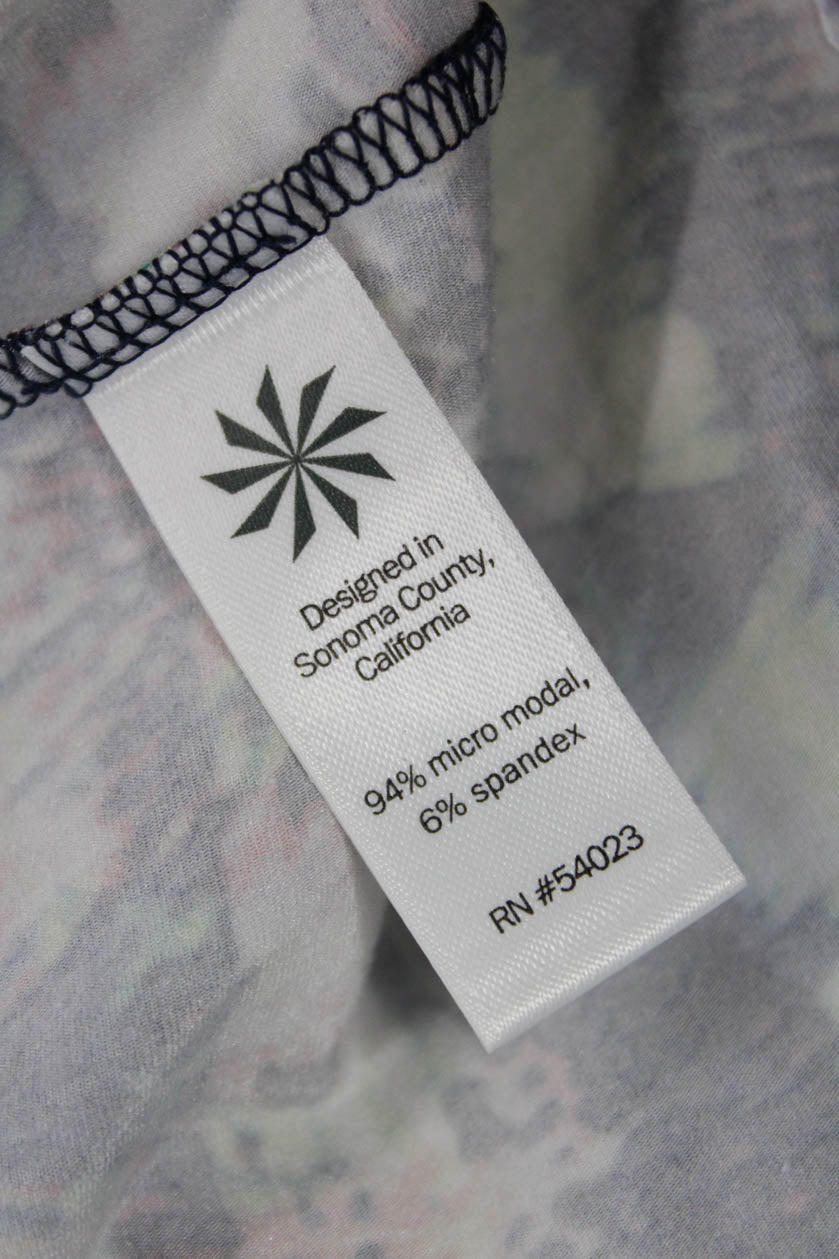 Designed in
Sonoma County,
California
94% micro modal,
6% spandex
RN #54023